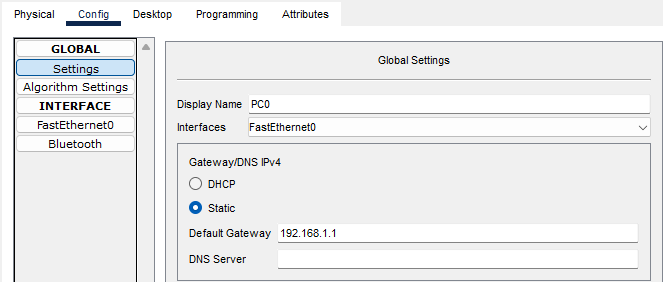 Physical Config Desktop Programming Attributes
GLOBAL
Settings
Algorithm Settings
INTERFACE
FastEthernet0
Bluetooth
Global Settings
Display Name PC0
Interfaces FastEthernet0
Gateway/DNS IPv4
DHCP
Static
Default Gateway 192.168.1.1
DNS Server